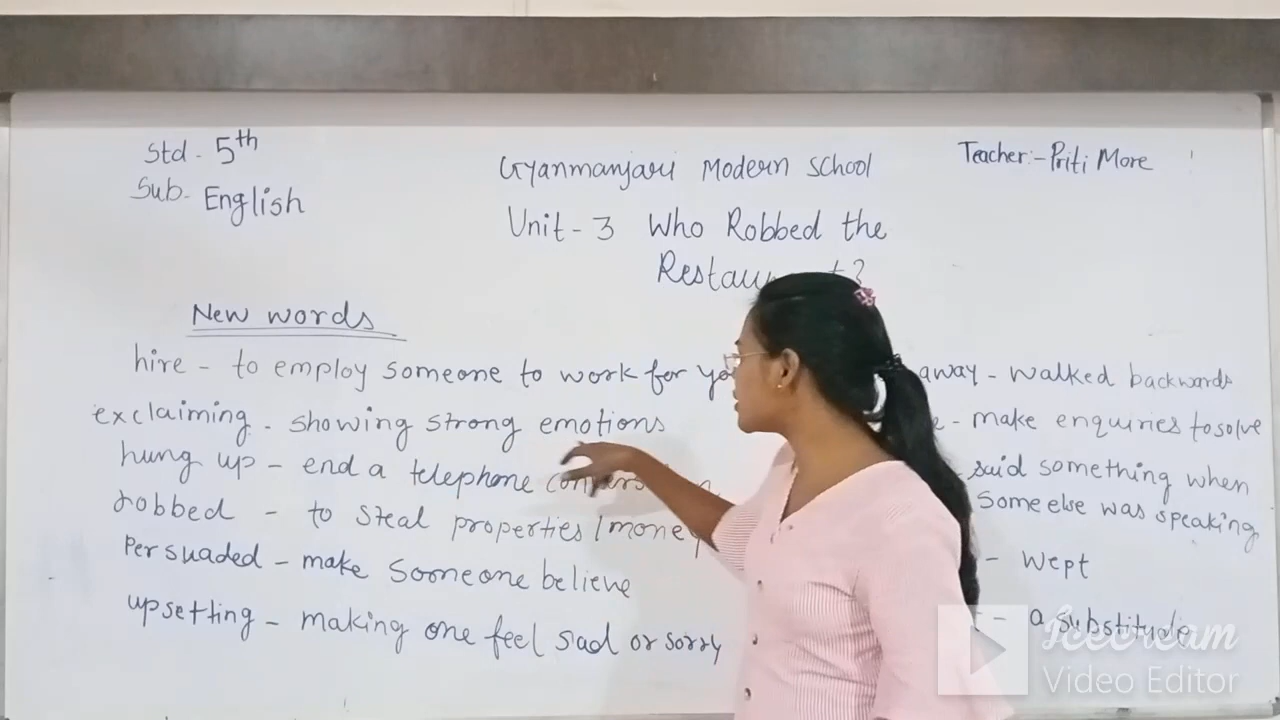 Std - 5th
Sub - English
Gyanmanjari Modern School
Teacher:- Priti More
Unit - 3 Who Robbed the
New words
hire - to employ someone to work for
exclaiming - showing strong emotions
hung up - end a telephone
robbed - to steal properties/money
Persuaded - make someone believe
upsetting - making one feel sad or sorry
away - walked backwards
- make enquiries to solve
said something when
someelse was speaking
- wept
- a substitude
Icecream
Video Editor